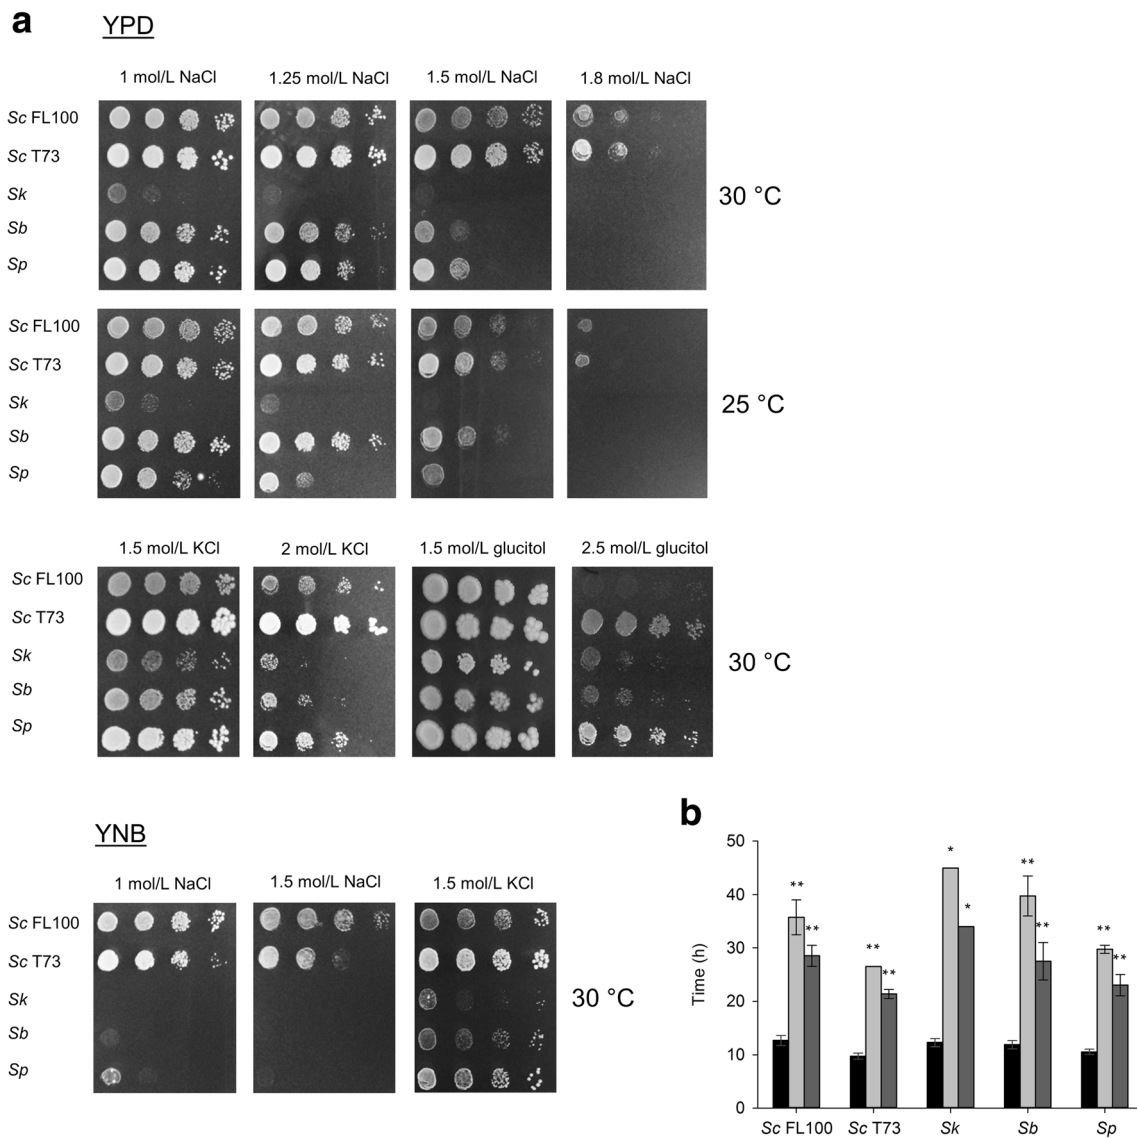 a
YPD
1 mol/L NaCl 1.25 mol/L NaCl 1.5 mol/L NaCl 1.8 mol/L NaCl
Sc FL100
Sc T73
Sk
Sb
Sp
30 °C
Sc FL100
Sc T73
Sk
Sb
Sp
25 °C
1.5 mol/L KCl 2 mol/L KCl 1.5 mol/L glucitol 2.5 mol/L glucitol
Sc FL100
Sc T73
Sk
Sb
Sp
30 °C
YNB
1 mol/L NaCl 1.5 mol/L NaCl 1.5 mol/L KCl
Sc FL100
Sc T73
Sk
Sb
Sp
30 °C
b
Time (h)
50
40
30
20
10
0
** ** ** ** * * ** ** ** **
Sc FL100 Sc T73 Sk Sb Sp